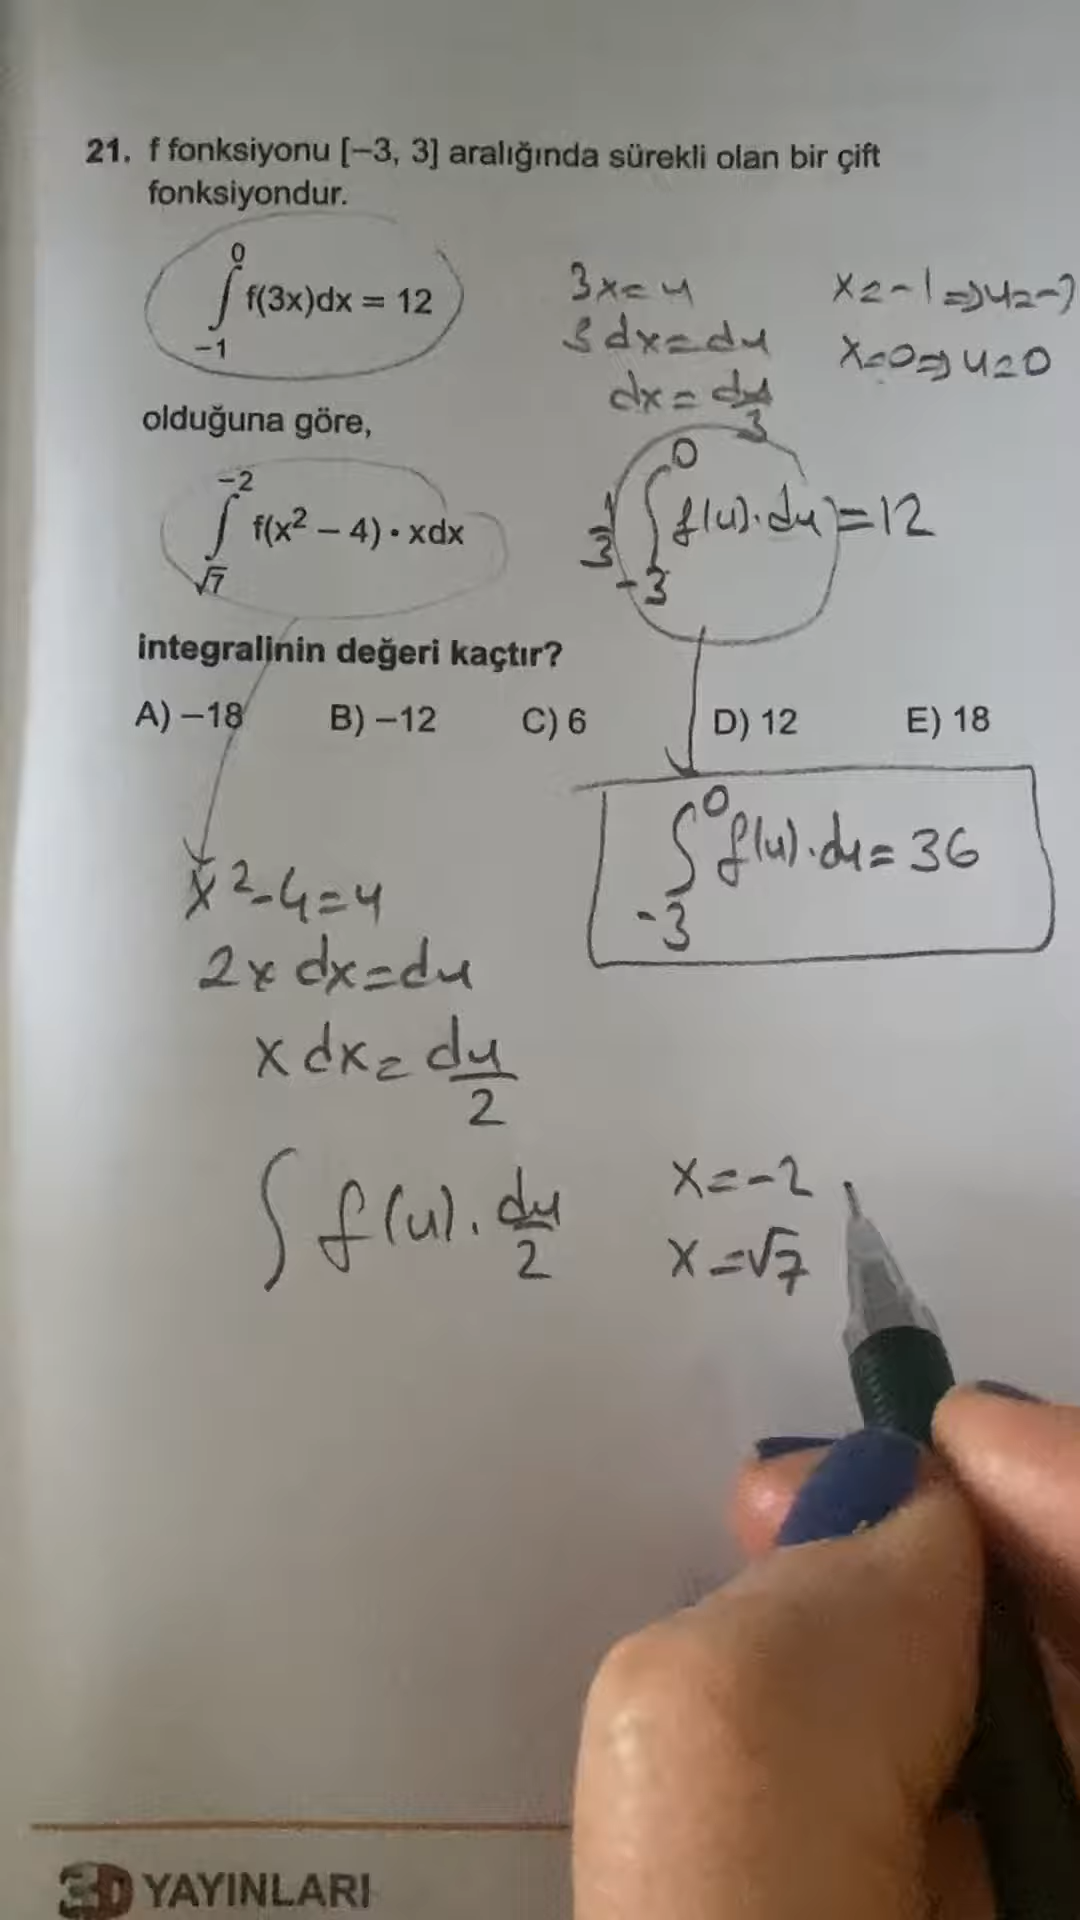 21. f fonksiyonu [−3, 3] aralığında sürekli olan bir çift
fonksiyondur.
∫_{-1}^{0} f(3x)dx = 12
olduğuna göre,
∫_{√7}^{-2} f(x² − 4) • xdx
integralinin değeri kaçtır?
A) −18 B) −12 C) 6 D) 12 E) 18
3x=u
3dx=du
dx=du/3
x=-1⇒u=-3
x=0⇒u=0
1/3 ∫_{-3}^{0} f(u).du=12
∫_{-3}^{0} f(u).du=36
x²-4=u
2x dx=du
x dx=du/2
∫ f(u).du/2
x=-2
x=√7
3D YAYINLARI